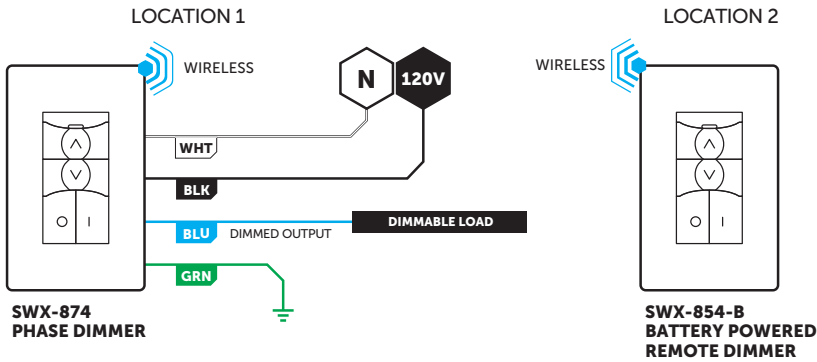 LOCATION 1
WIRELESS
N
120V
WHT
BLK
BLU
DIMMED OUTPUT
DIMMABLE LOAD
GRN
O I
SWX-874
PHASE DIMMER
LOCATION 2
WIRELESS
O I
SWX-854-B
BATTERY POWERED
REMOTE DIMMER